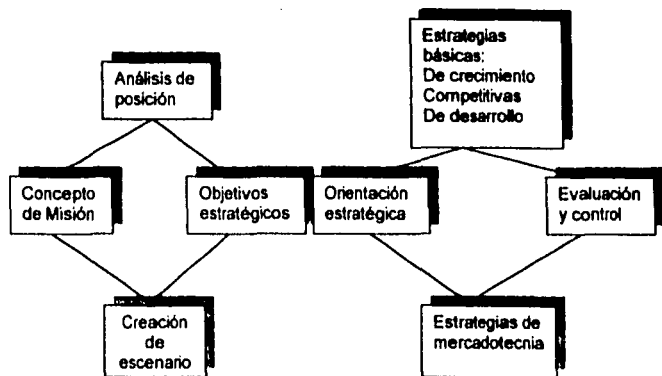 Análisis de
posición
Estrategias
básicas:
De crecimiento
Competitivas
De desarrollo
Concepto
de Misión
Objetivos
estratégicos
Orientación
estratégica
Evaluación
y control
Creación
de
escenario
Estrategias de
mercadotecnia